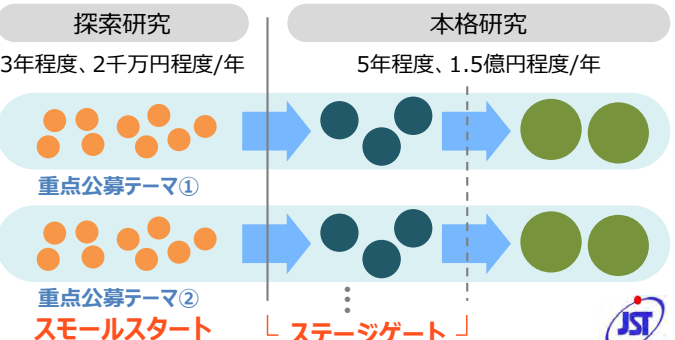 探索研究
本格研究
3年程度、2千万円程度/年
5年程度、1.5億円程度/年
重点公募テーマ①
重点公募テーマ②
スモールスタート
ステージゲート
JST